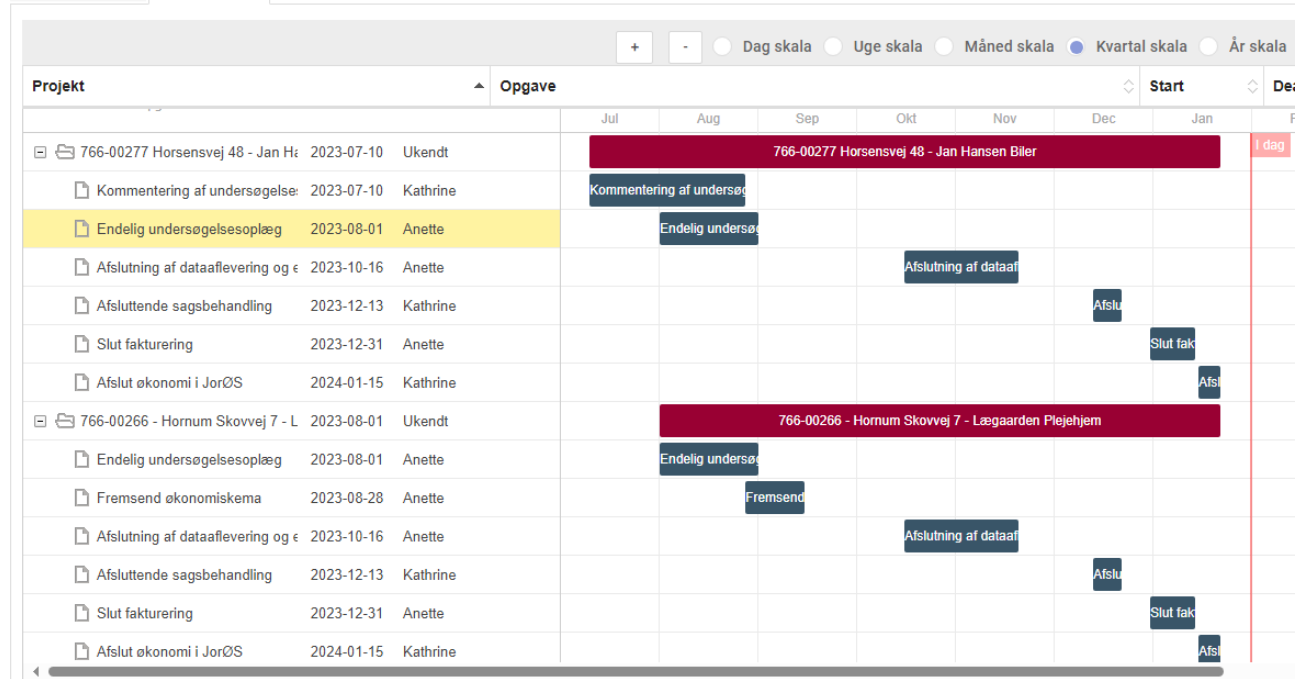 + - Dag skala Uge skala Måned skala Kvartal skala År skala
Projekt Opgave Start
Jul Aug Sep Okt Nov Dec Jan
766-00277 Horsensvej 48 - Jan Ha 2023-07-10 Ukendt 766-00277 Horsensvej 48 - Jan Hansen Biler I dag
Kommentering af undersøgelses 2023-07-10 Kathrine Kommentering af undersøg
Endelig undersøgelsesoplæg 2023-08-01 Anette Endelig undersøg
Afslutning af dataaflevering og e 2023-10-16 Anette Afslutning af dataaf
Afsluttende sagsbehandling 2023-12-13 Kathrine Afslu
Slut fakturering 2023-12-31 Anette Slut fak
Afslut økonomi i JorØS 2024-01-15 Kathrine Afsl
766-00266 - Hornum Skovvej 7 - L 2023-08-01 Ukendt 766-00266 - Hornum Skovvej 7 - Lægaarden Plejehjem
Endelig undersøgelsesoplæg 2023-08-01 Anette Endelig undersøg
Fremsend økonomiskema 2023-08-28 Anette Fremsend
Afslutning af dataaflevering og e 2023-10-16 Anette Afslutning af dataaf
Afsluttende sagsbehandling 2023-12-13 Kathrine Afslu
Slut fakturering 2023-12-31 Anette Slut fak
Afslut økonomi i JorØS 2024-01-15 Kathrine Afsl